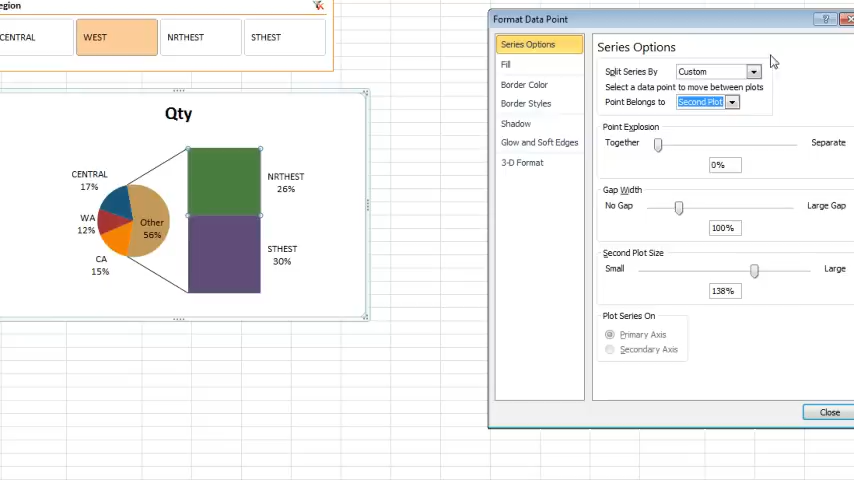 egion
CENTRAL
WEST
NRTHEST
STHEST
Qty
CENTRAL
17%
WA
12%
CA
15%
Other
56%
NRTHEST
26%
STHEST
30%
Format Data Point
Series Options
Fill
Border Color
Border Styles
Shadow
Glow and Soft Edges
3-D Format
Series Options
Split Series By Custom
Select a data point to move between plots
Point Belongs to Second Plot
Point Explosion
Together Separate
0%
Gap Width
No Gap Large Gap
100%
Second Plot Size
Small Large
138%
Plot Series On
Primary Axis
Secondary Axis
Close